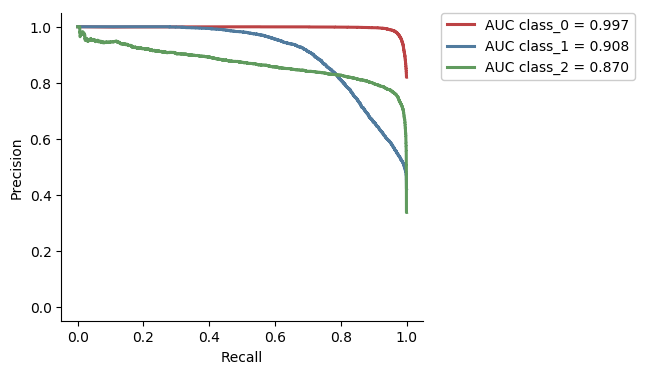 AUC class_0 = 0.997
AUC class_1 = 0.908
AUC class_2 = 0.870
Precision
1.0
0.8
0.6
0.4
0.2
0.0
0.0 0.2 0.4 0.6 0.8 1.0
Recall